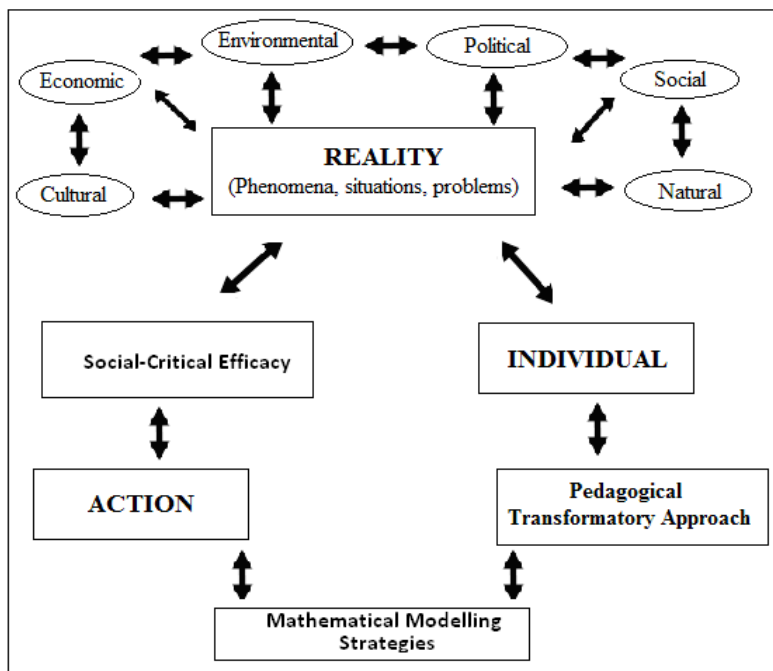 Environmental
Political
Economic
Social
REALITY
(Phenomena, situations, problems)
Cultural
Natural
Social-Critical Efficacy
INDIVIDUAL
ACTION
Pedagogical
Transformatory Approach
Mathematical Modelling
Strategies